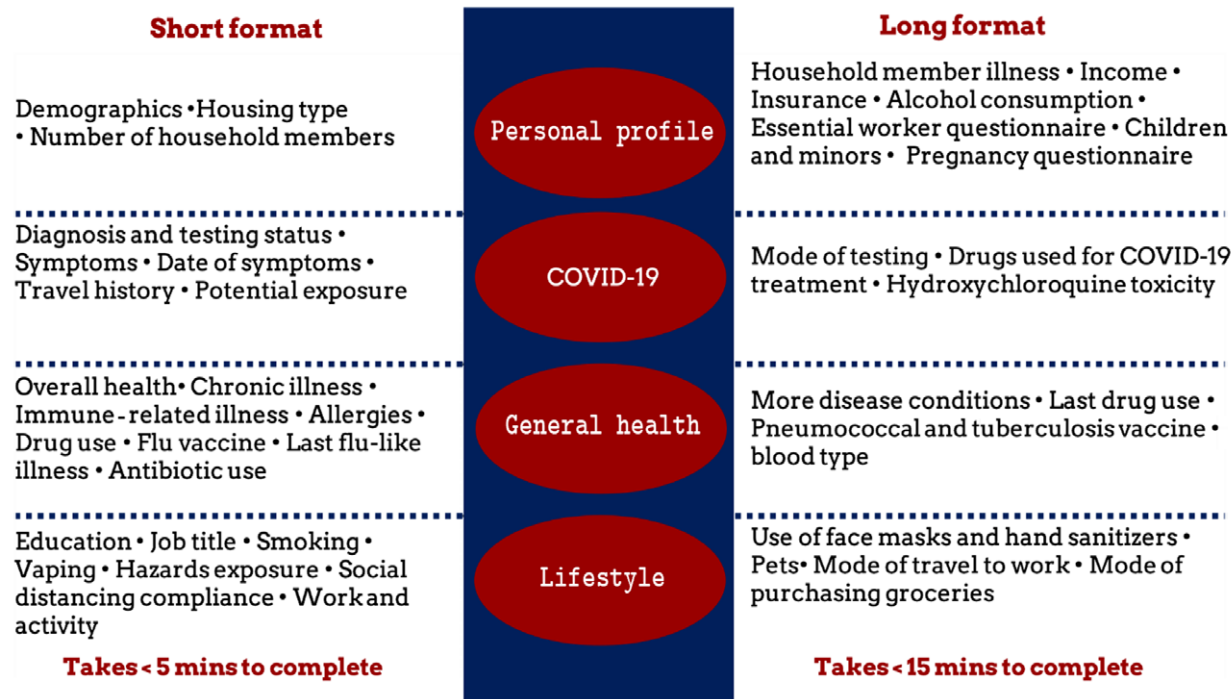 Short format
Long format
Demographics •Housing type
• Number of household members
Personal profile
Household member illness • Income •
Insurance • Alcohol consumption •
Essential worker questionnaire • Children
and minors • Pregnancy questionnaire
Diagnosis and testing status •
Symptoms • Date of symptoms •
Travel history • Potential exposure
COVID-19
Mode of testing • Drugs used for COVID-19
treatment • Hydroxychloroquine toxicity
Overall health• Chronic illness •
Immune-related illness • Allergies •
Drug use • Flu vaccine • Last flu-like
illness • Antibiotic use
General health
More disease conditions • Last drug use •
Pneumococcal and tuberculosis vaccine •
blood type
Education • Job title • Smoking •
Vaping • Hazards exposure • Social
distancing compliance • Work and
activity
Lifestyle
Use of face masks and hand sanitizers •
Pets• Mode of travel to work • Mode of
purchasing groceries
Takes < 5 mins to complete
Takes < 15 mins to complete